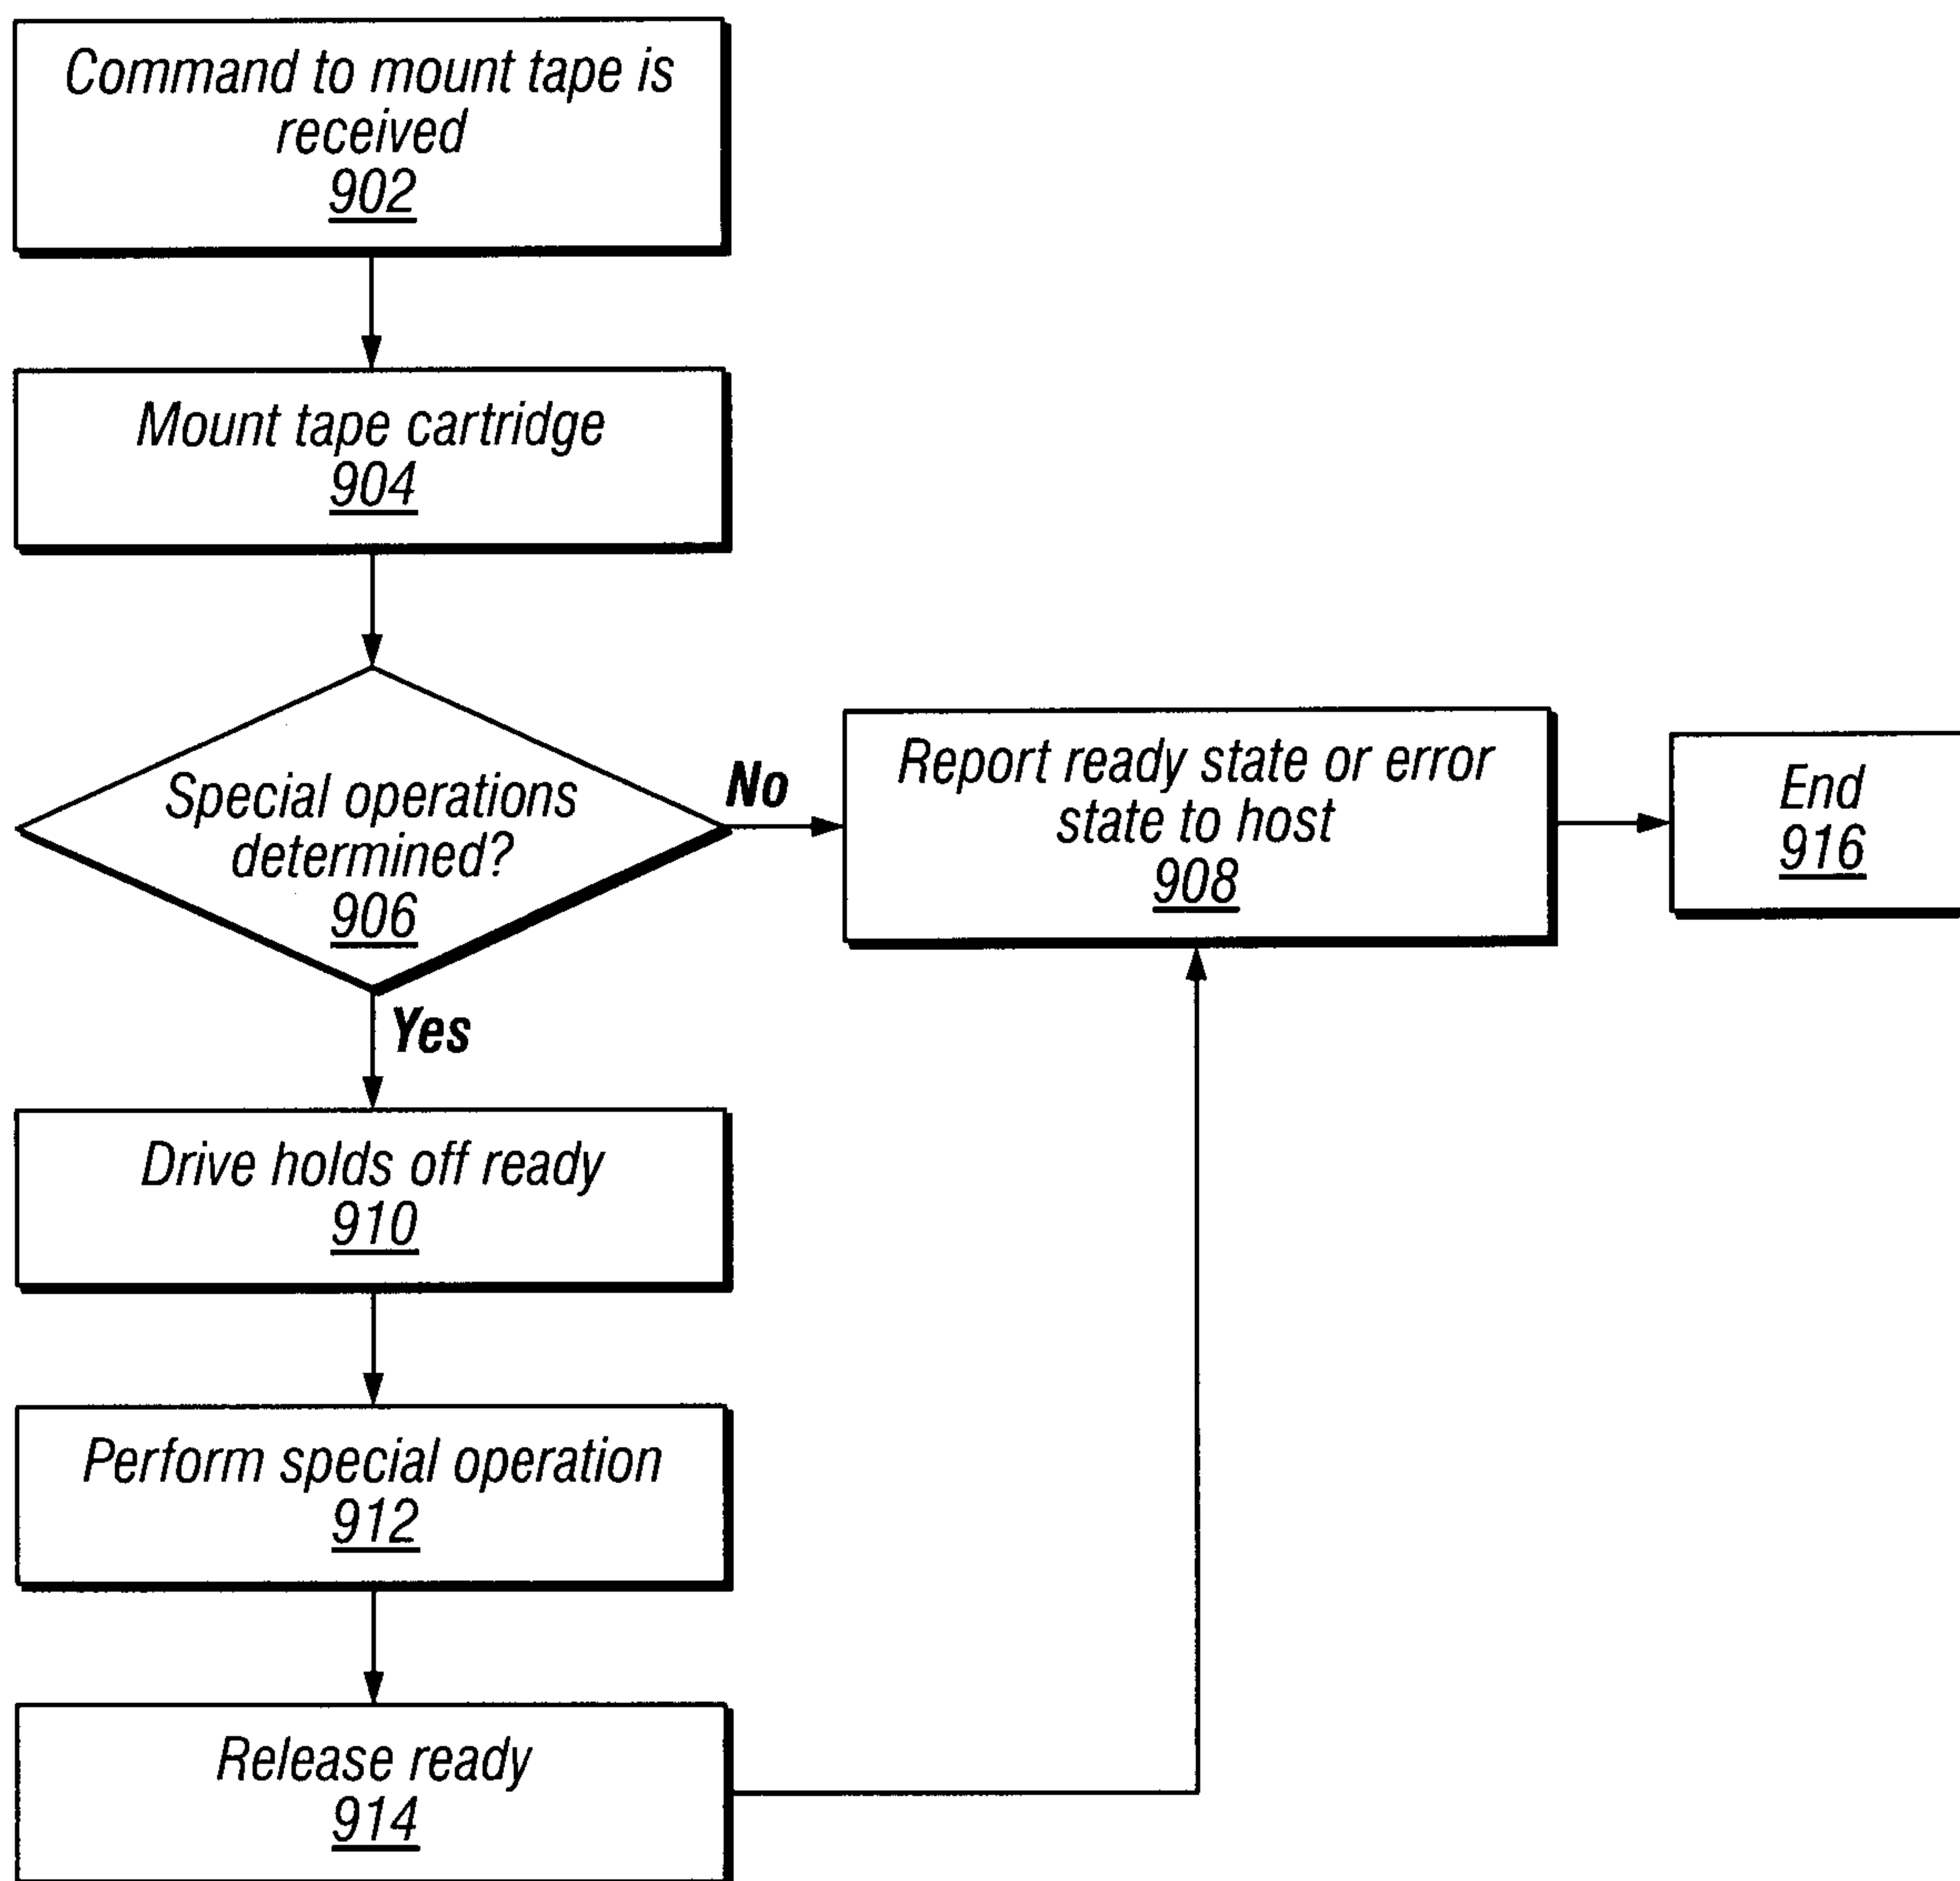 Command to mount tape is
received
902
Mount tape cartridge
904
Special operations
determined?
906
No
Report ready state or error
state to host
908
End
916
Yes
Drive holds off ready
910
Perform special operation
912
Release ready
914